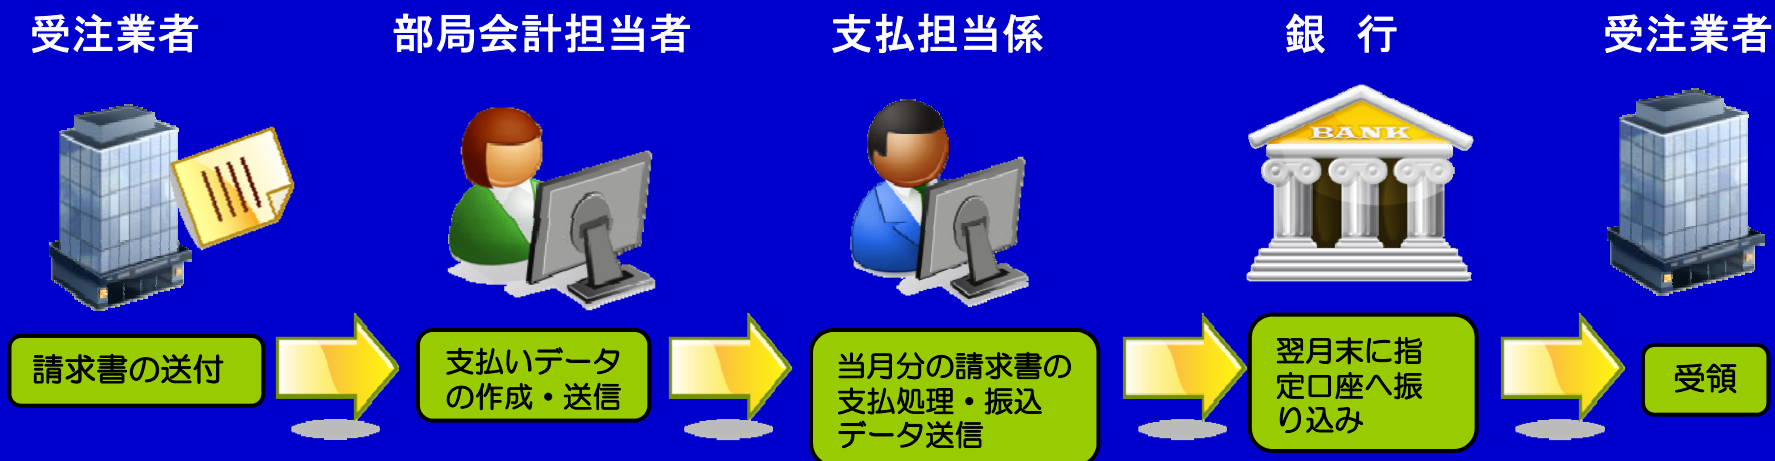 受注業者
部局会計担当者
支払担当係
銀 行
受注業者
BANK
請求書の送付
支払いデータ
の作成・送信
当月分の請求書の
支払処理・振込
データ送信
翌月末に指
定口座へ振
り込み
受領